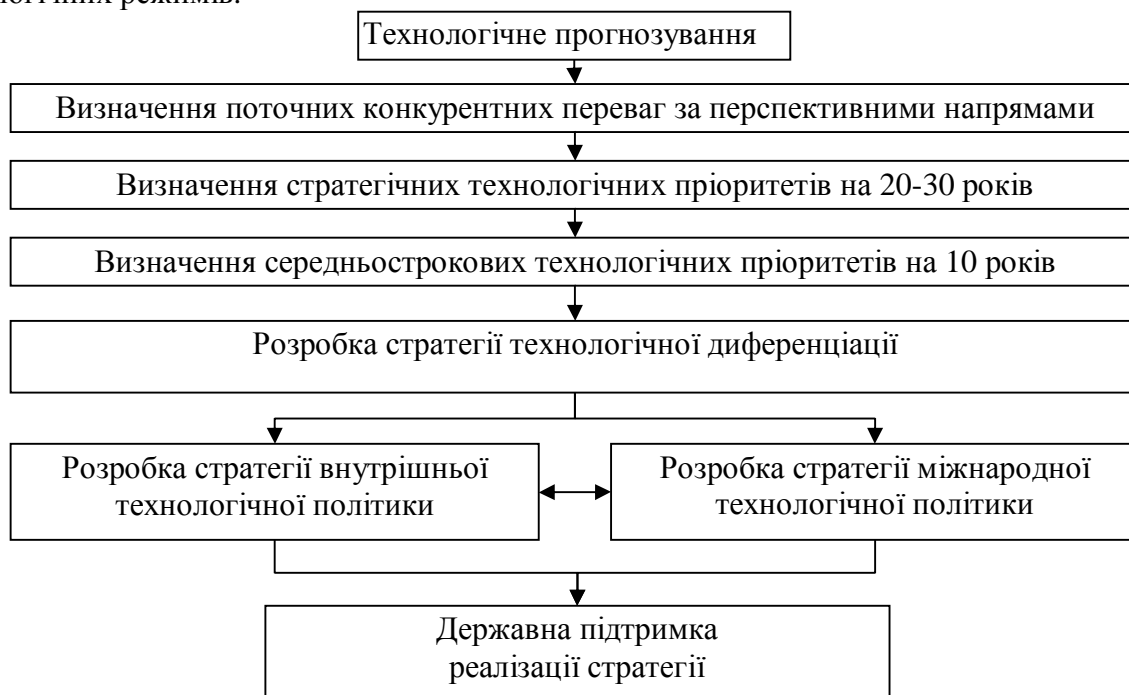 режимів.
Технологічне прогнозування
Визначення поточних конкурентних переваг за перспективними напрямами
Визначення стратегічних технологічних пріоритетів на 20-30 років
Визначення середньострокових технологічних пріоритетів на 10 років
Розробка стратегії технологічної диференціації
Розробка стратегії внутрішньої
технологічної політики
Розробка стратегії міжнародної
технологічної політики
Державна підтримка
реалізації стратегії